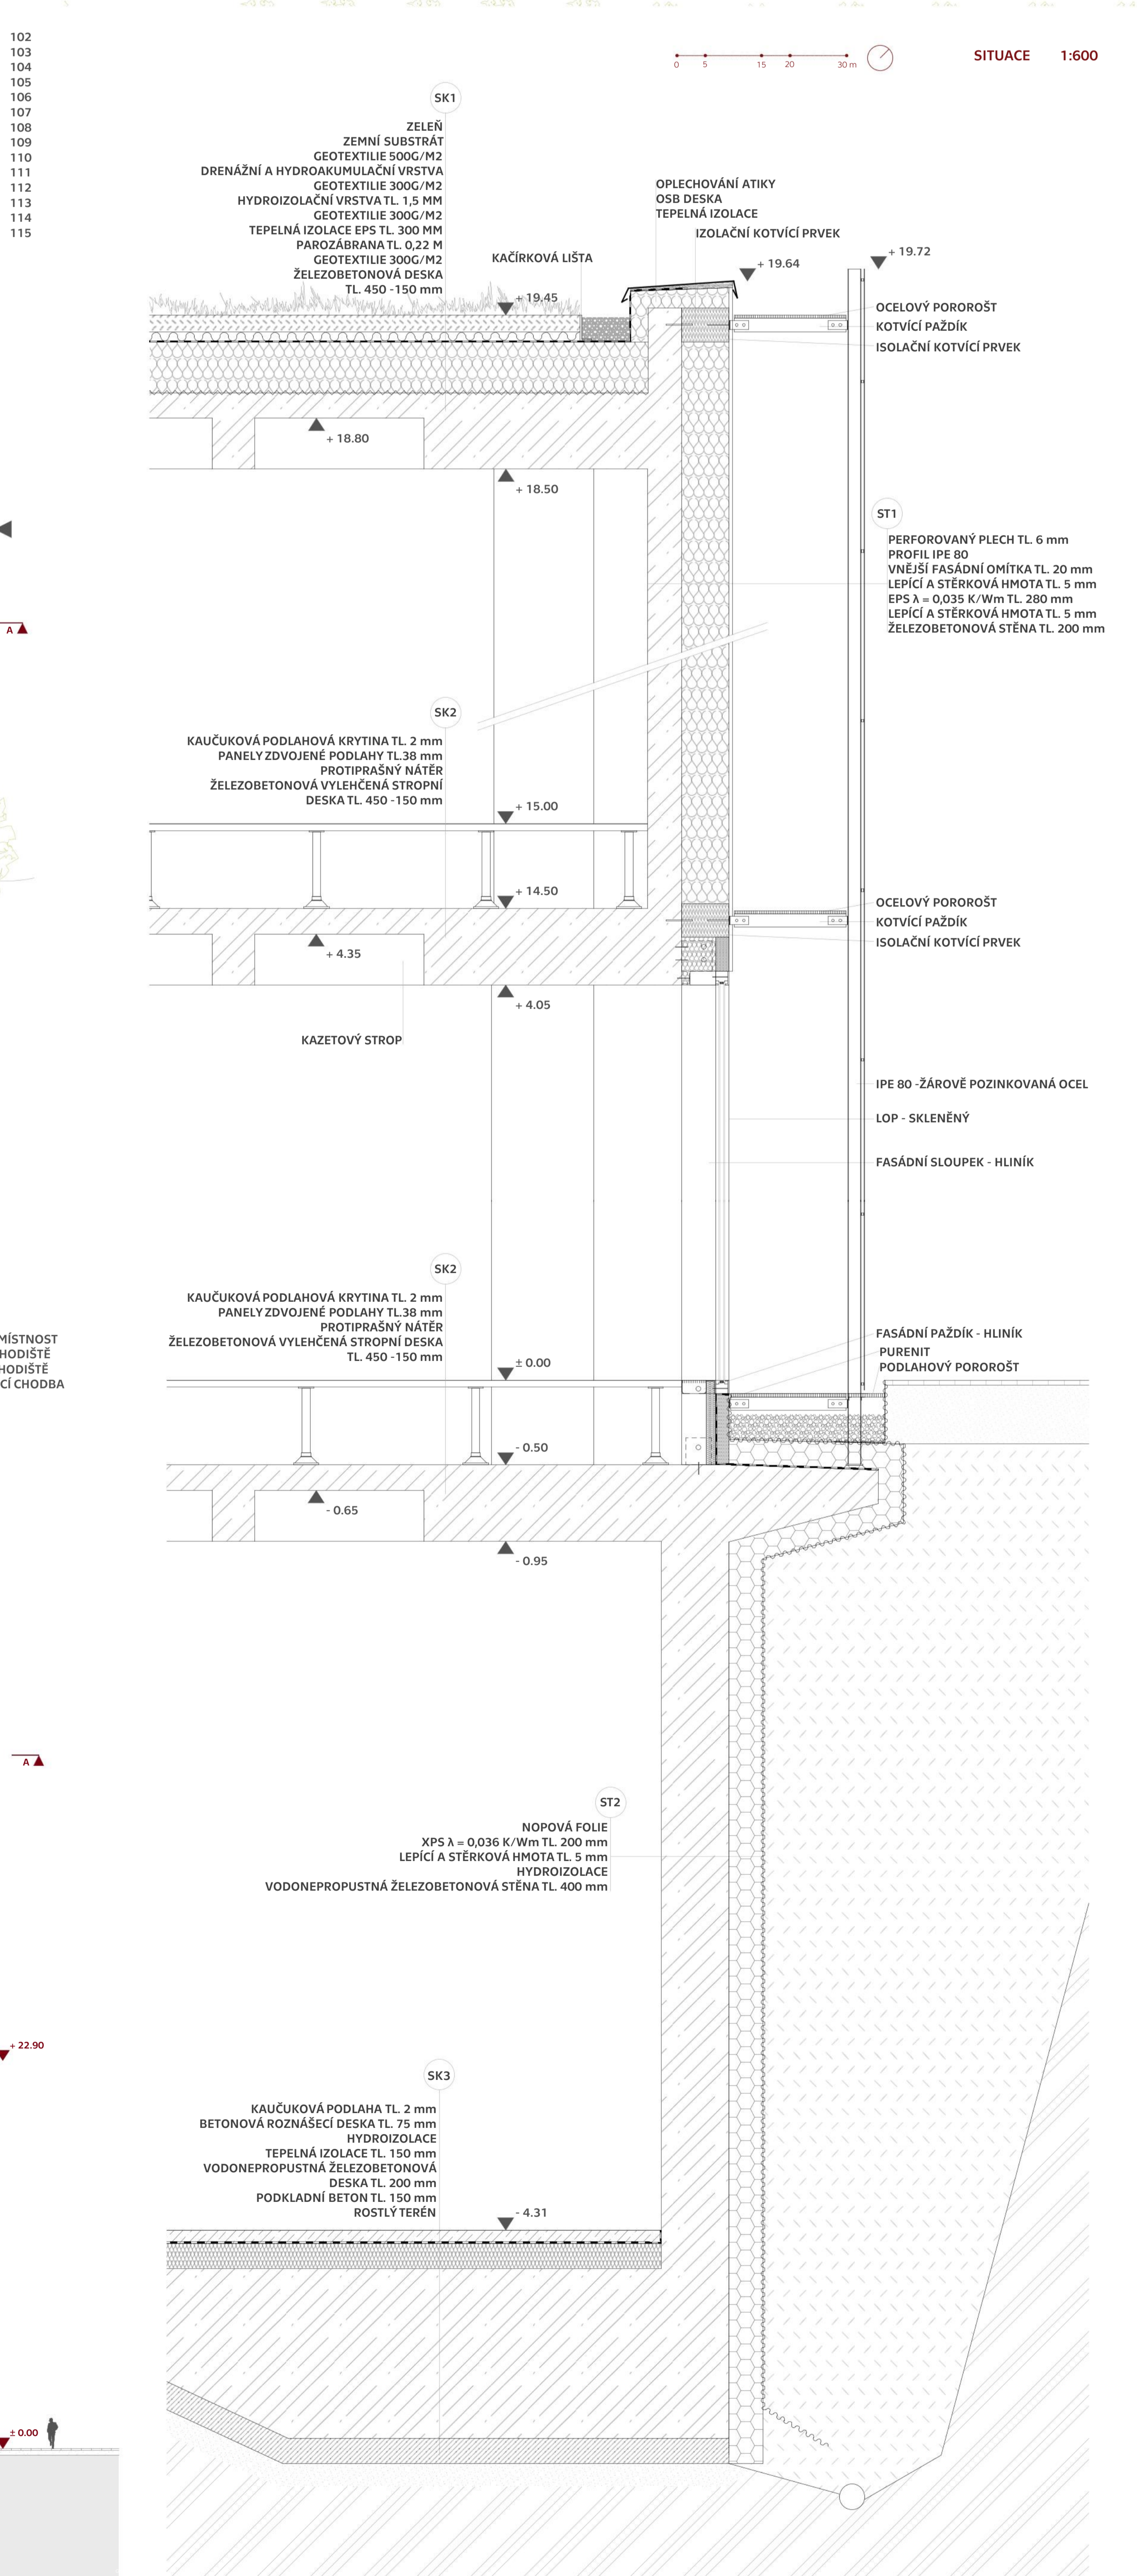 102
103
104
105
106
107
108
109
110
111
112
113
114
115
0 5 15 20 30 m
SITUACE 1:600
SK1
ZELEŇ
ZEMNÍ SUBSTRÁT
GEOTEXTILIE 500G/M2
DRENÁŽNÍ A HYDROAKUMULAČNÍ VRSTVA
GEOTEXTILIE 300G/M2
HYDROIZOLAČNÍ VRSTVA TL. 1,5 MM
GEOTEXTILIE 300G/M2
TEPELNÁ IZOLACE EPS TL. 300 MM
PAROZÁBRANA TL. 0,22 M
GEOTEXTILIE 300G/M2
ŽELEZOBETONOVÁ DESKA
TL. 450 -150 mm
KAČÍRKOVÁ LIŠTA
OPLECHOVÁNÍ ATIKY
OSB DESKA
TEPELNÁ IZOLACE
IZOLAČNÍ KOTVÍCÍ PRVEK
+ 19.72
+ 19.64
+ 19.45
OCELOVÝ POROROŠT
KOTVÍCÍ PAŽDÍK
ISOLAČNÍ KOTVÍCÍ PRVEK
+ 18.80
+ 18.50
ST1
PERFOROVANÝ PLECH TL. 6 mm
PROFIL IPE 80
VNĚJŠÍ FASÁDNÍ OMÍTKA TL. 20 mm
LEPÍCÍ A STĚRKOVÁ HMOTA TL. 5 mm
EPS λ = 0,035 K/Wm TL. 280 mm
LEPÍCÍ A STĚRKOVÁ HMOTA TL. 5 mm
ŽELEZOBETONOVÁ STĚNA TL. 200 mm
A
SK2
KAUČUKOVÁ PODLAHOVÁ KRYTINA TL. 2 mm
PANELY ZDVOJENÉ PODLAHY TL.38 mm
PROTIPRAŠNÝ NÁTĚR
ŽELEZOBETONOVÁ VYLEHČENÁ STROPNÍ
DESKA TL. 450 -150 mm
+ 15.00
+ 14.50
OCELOVÝ POROROŠT
KOTVÍCÍ PAŽDÍK
ISOLAČNÍ KOTVÍCÍ PRVEK
+ 4.35
+ 4.05
KAZETOVÝ STROP
IPE 80 -ŽÁROVĚ POZINKOVANÁ OCEL
LOP - SKLENĚNÝ
FASÁDNÍ SLOUPEK - HLINÍK
SK2
KAUČUKOVÁ PODLAHOVÁ KRYTINA TL. 2 mm
PANELY ZDVOJENÉ PODLAHY TL.38 mm
PROTIPRAŠNÝ NÁTĚR
ŽELEZOBETONOVÁ VYLEHČENÁ STROPNÍ DESKA
TL. 450 -150 mm
MÍSTNOST
HODIŠTĚ
HODIŠTĚ
CÍ CHODBA
± 0.00
FASÁDNÍ PAŽDÍK - HLINÍK
PURENIT
PODLAHOVÝ POROROŠT
- 0.50
- 0.65
- 0.95
A
ST2
NOPOVÁ FOLIE
XPS λ = 0,036 K/Wm TL. 200 mm
LEPÍCÍ A STĚRKOVÁ HMOTA TL. 5 mm
HYDROIZOLACE
VODONEPROPUSTNÁ ŽELEZOBETONOVÁ STĚNA TL. 400 mm
+ 22.90
SK3
KAUČUKOVÁ PODLAHA TL. 2 mm
BETONOVÁ ROZNÁŠECÍ DESKA TL. 75 mm
HYDROIZOLACE
TEPELNÁ IZOLACE TL. 150 mm
VODONEPROPUSTNÁ ŽELEZOBETONOVÁ
DESKA TL. 200 mm
PODKLADNÍ BETON TL. 150 mm
ROSTLÝ TERÉN
- 4.31
± 0.00